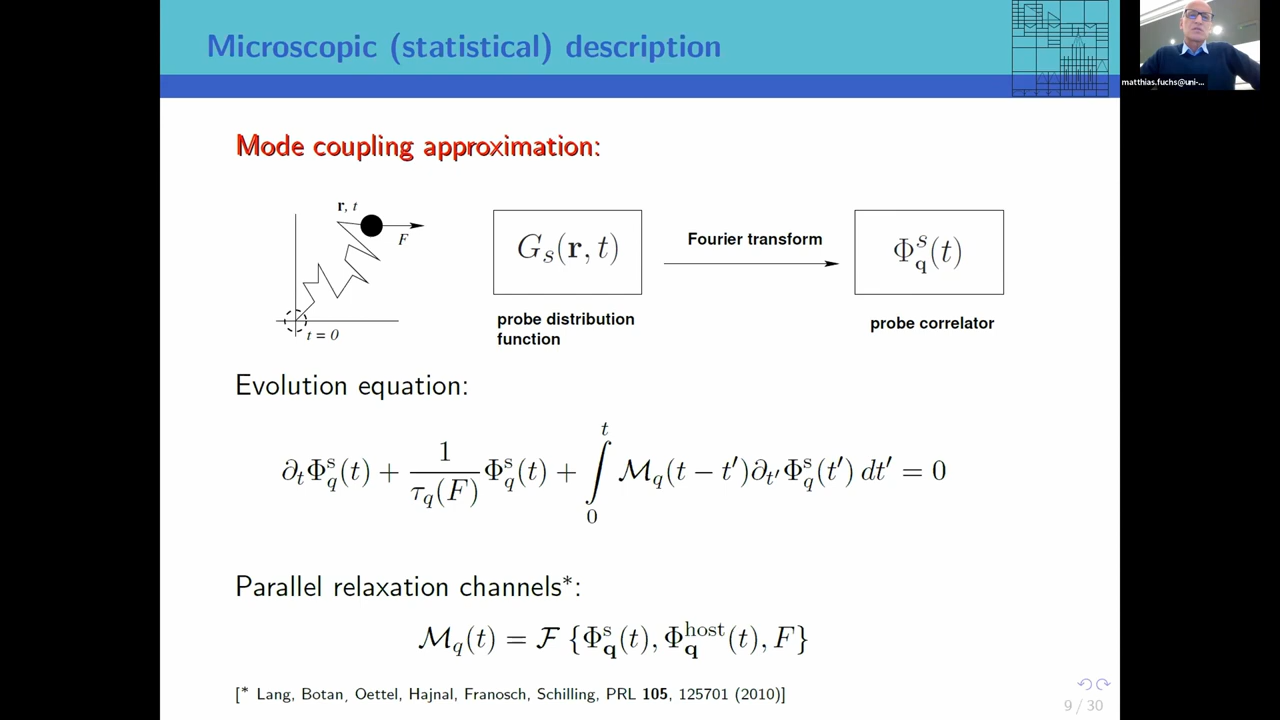 Microscopic (statistical) description
matthias.fuchs@uni-...
Mode coupling approximation:
r, t
F
t = 0
G_s(r, t)
probe distribution
function
Fourier transform
Φ^s_q(t)
probe correlator
Evolution equation:
∂_tΦ^s_q(t) + 1/τ_q(F) Φ^s_q(t) + ∫_0^t ℳ_q(t − t′)∂_{t′}Φ^s_q(t′) dt′ = 0
Parallel relaxation channels*:
ℳ_q(t) = ℱ {Φ^s_q(t), Φ^host_q(t), F}
[* Lang, Botan, Oettel, Hajnal, Franosch, Schilling, PRL 105, 125701 (2010)]
9 / 30